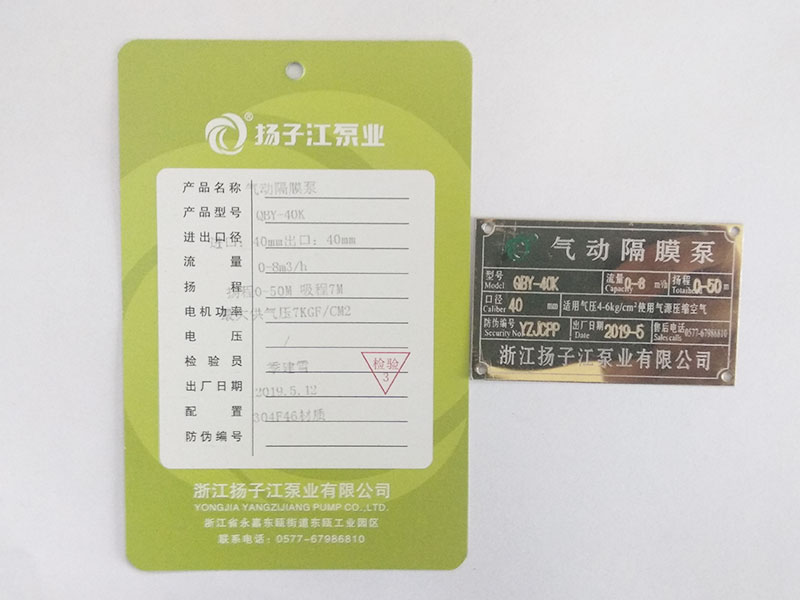 扬子江泵业®
产品名称 气动隔膜泵
产品型号 QBY-40K
进出口径 进口：40mm出口：40mm
流量 0-8m3/h
扬程 扬程0-50M 吸程7M
电机功率 最大供气压7KGF/CM2
电压 /
检验员 季建雪
检验
3
出厂日期 2019.5.12
配置 304F46材质
防伪编号
浙江扬子江泵业有限公司
YONGJIA YANGZIJIANG PUMP CO.,LTD.
浙江省永嘉东瓯街道东瓯工业园区
联系电话：0577-67986810
气动隔膜泵
型号 Model QBY-40K 流量 Capacity 0-8 m³/h 扬程 Totalhead 0-50 m
口径 Caliber 40 mm 适用气压4-6kg/cm²使用气源压缩空气
防伪编号 Security No YZJCPP 出厂日期 Date 2019-5 售后电话 Sales calls 0577-67986810
浙江扬子江泵业有限公司